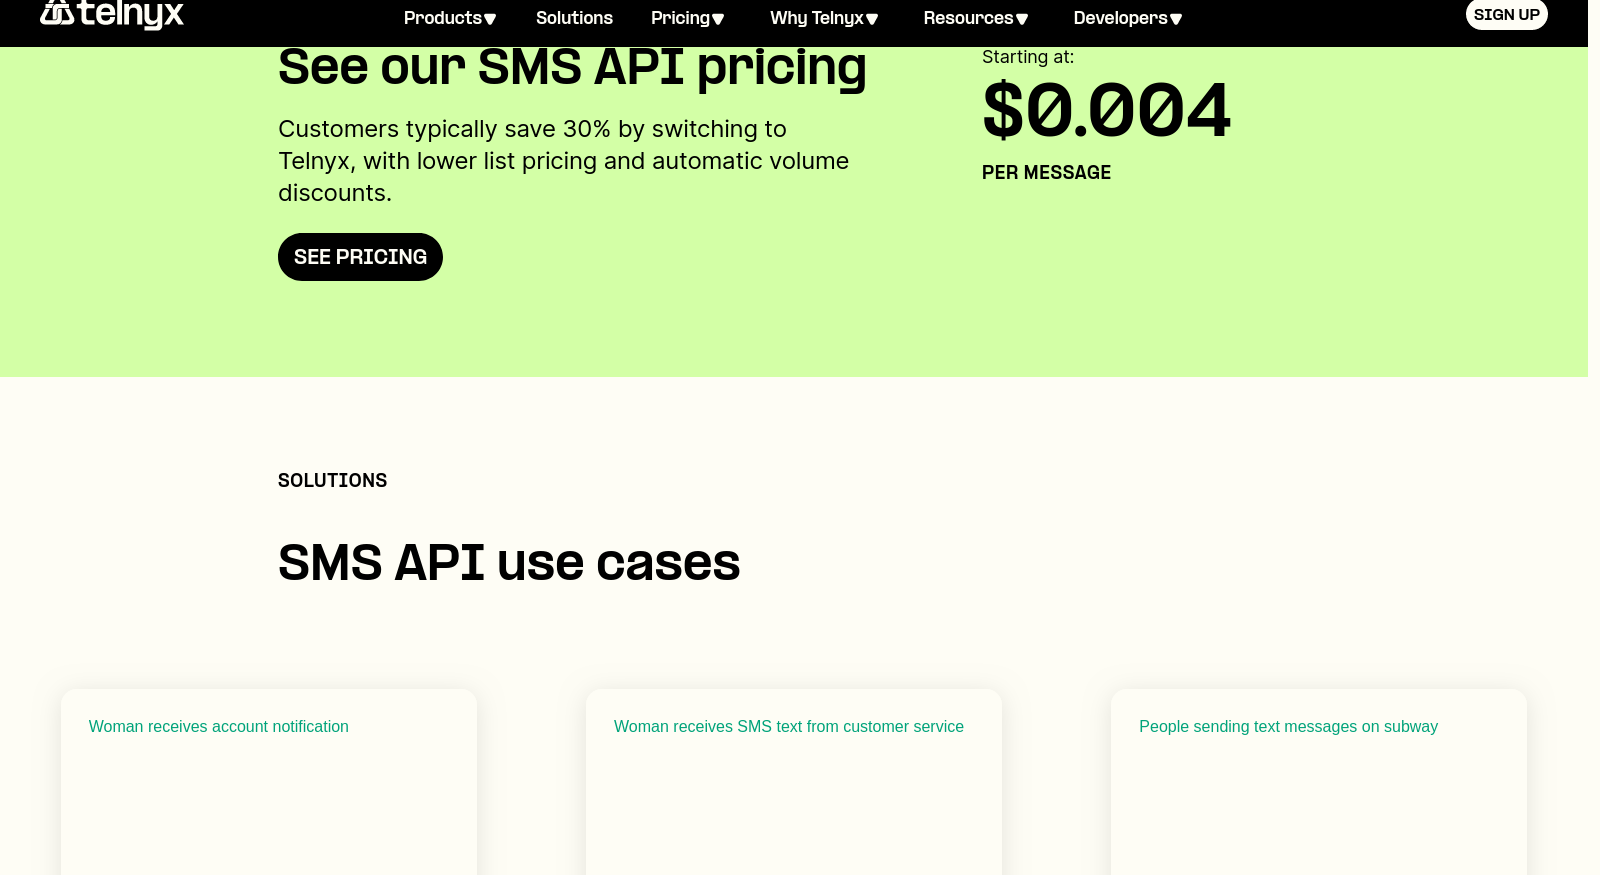 telnyx
Products
Solutions
Pricing
Why Telnyx
Resources
Developers
SIGN UP
See our SMS API pricing
Customers typically save 30% by switching to
Telnyx, with lower list pricing and automatic volume
discounts.
SEE PRICING
Starting at:
$0.004
PER MESSAGE
SOLUTIONS
SMS API use cases
Woman receives account notification
Woman receives SMS text from customer service
People sending text messages on subway